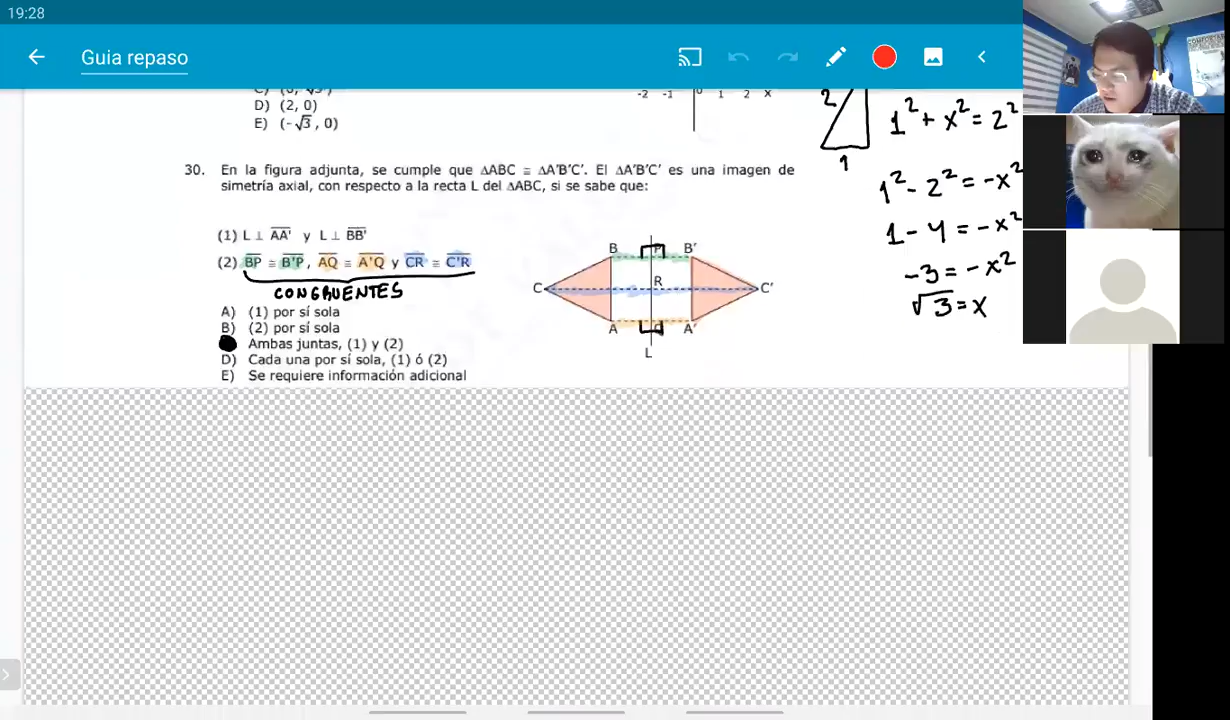 19:28
Guia repaso
D) (2, 0)
E) (-√3 , 0)
-2 -1 0 1 2 x
2
1
1² + x² = 2²
1² - 2² = -x²
1 - 4 = -x²
-3 = -x²
√3 = x
30. En la figura adjunta, se cumple que ΔABC ≅ ΔA'B'C'. El ΔA'B'C' es una imagen de
simetría axial, con respecto a la recta L del ΔABC, si se sabe que:
(1) L ⊥ AA' y L ⊥ BB'
(2) BP ≅ B'P, AQ ≅ A'Q y CR ≅ C'R
CONGRUENTES
A) (1) por sí sola
B) (2) por sí sola
Ambas juntas, (1) y (2)
D) Cada una por sí sola, (1) ó (2)
E) Se requiere información adicional
B P B'
C R C'
A Q A'
L